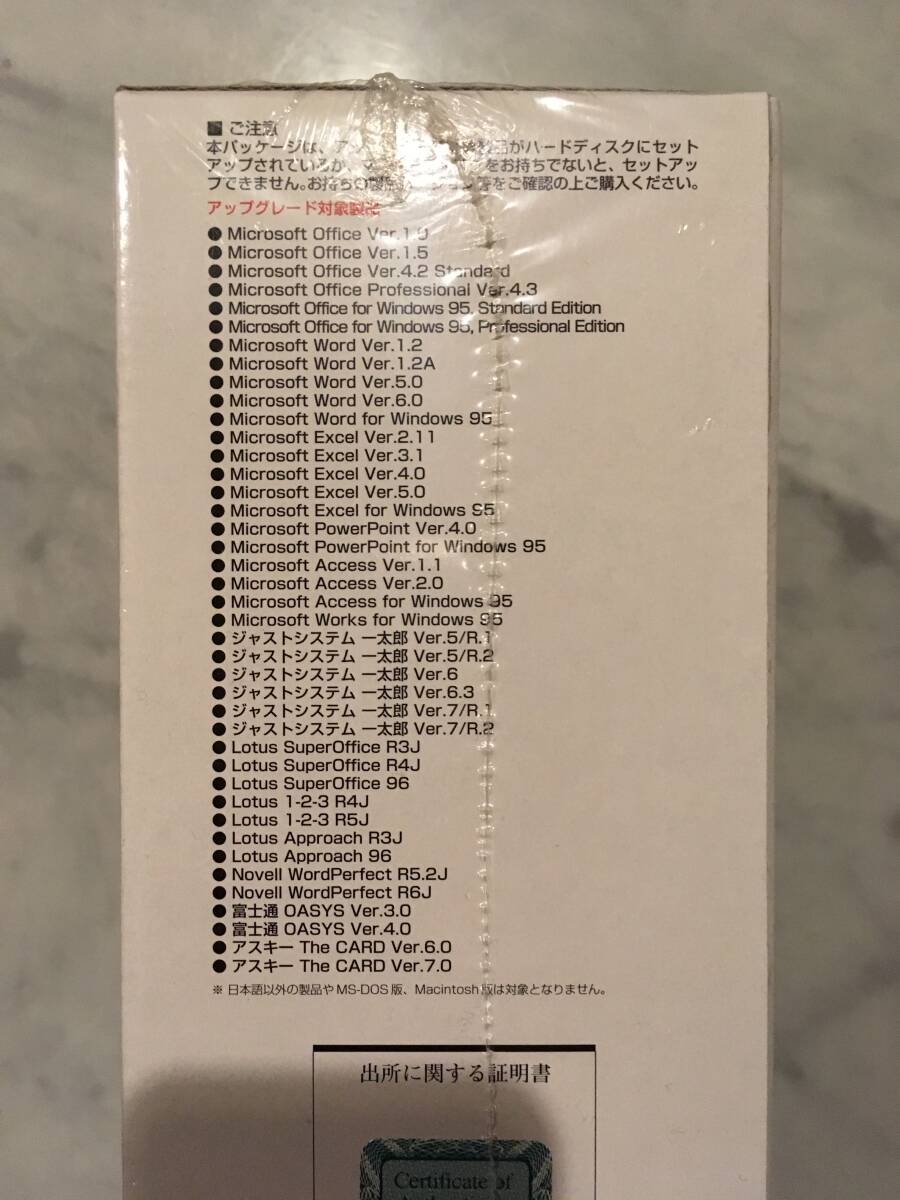 ■ ご注意
本パッケージは、アッ 品がハードディスクにセット
アップされているか、マ をお持ちでないと、セットアッ
プできません。お持ちの製品 ョン等をご確認の上ご購入ください。
アップグレード対象製品
● Microsoft Office Ver.1.0
● Microsoft Office Ver.1.5
● Microsoft Office Ver.4.2 Standard
● Microsoft Office Professional Ver.4.3
● Microsoft Office for Windows 95, Standard Edition
● Microsoft Office for Windows 95, Professional Edition
● Microsoft Word Ver.1.2
● Microsoft Word Ver.1.2A
● Microsoft Word Ver.5.0
● Microsoft Word Ver.6.0
● Microsoft Word for Windows 95
● Microsoft Excel Ver.2.11
● Microsoft Excel Ver.3.1
● Microsoft Excel Ver.4.0
● Microsoft Excel Ver.5.0
● Microsoft Excel for Windows 95
● Microsoft PowerPoint Ver.4.0
● Microsoft PowerPoint for Windows 95
● Microsoft Access Ver.1.1
● Microsoft Access Ver.2.0
● Microsoft Access for Windows 95
● Microsoft Works for Windows 95
● ジャストシステム 一太郎 Ver.5/R.1
● ジャストシステム 一太郎 Ver.5/R.2
● ジャストシステム 一太郎 Ver.6
● ジャストシステム 一太郎 Ver.6.3
● ジャストシステム 一太郎 Ver.7/R.1
● ジャストシステム 一太郎 Ver.7/R.2
● Lotus SuperOffice R3J
● Lotus SuperOffice R4J
● Lotus SuperOffice 96
● Lotus 1-2-3 R4J
● Lotus 1-2-3 R5J
● Lotus Approach R3J
● Lotus Approach 96
● Novell WordPerfect R5.2J
● Novell WordPerfect R6J
● 富士通 OASYS Ver.3.0
● 富士通 OASYS Ver.4.0
● アスキー The CARD Ver.6.0
● アスキー The CARD Ver.7.0
※ 日本語以外の製品やMS-DOS版、Macintosh版は対象となりません。
出所に関する証明書
Certificate of